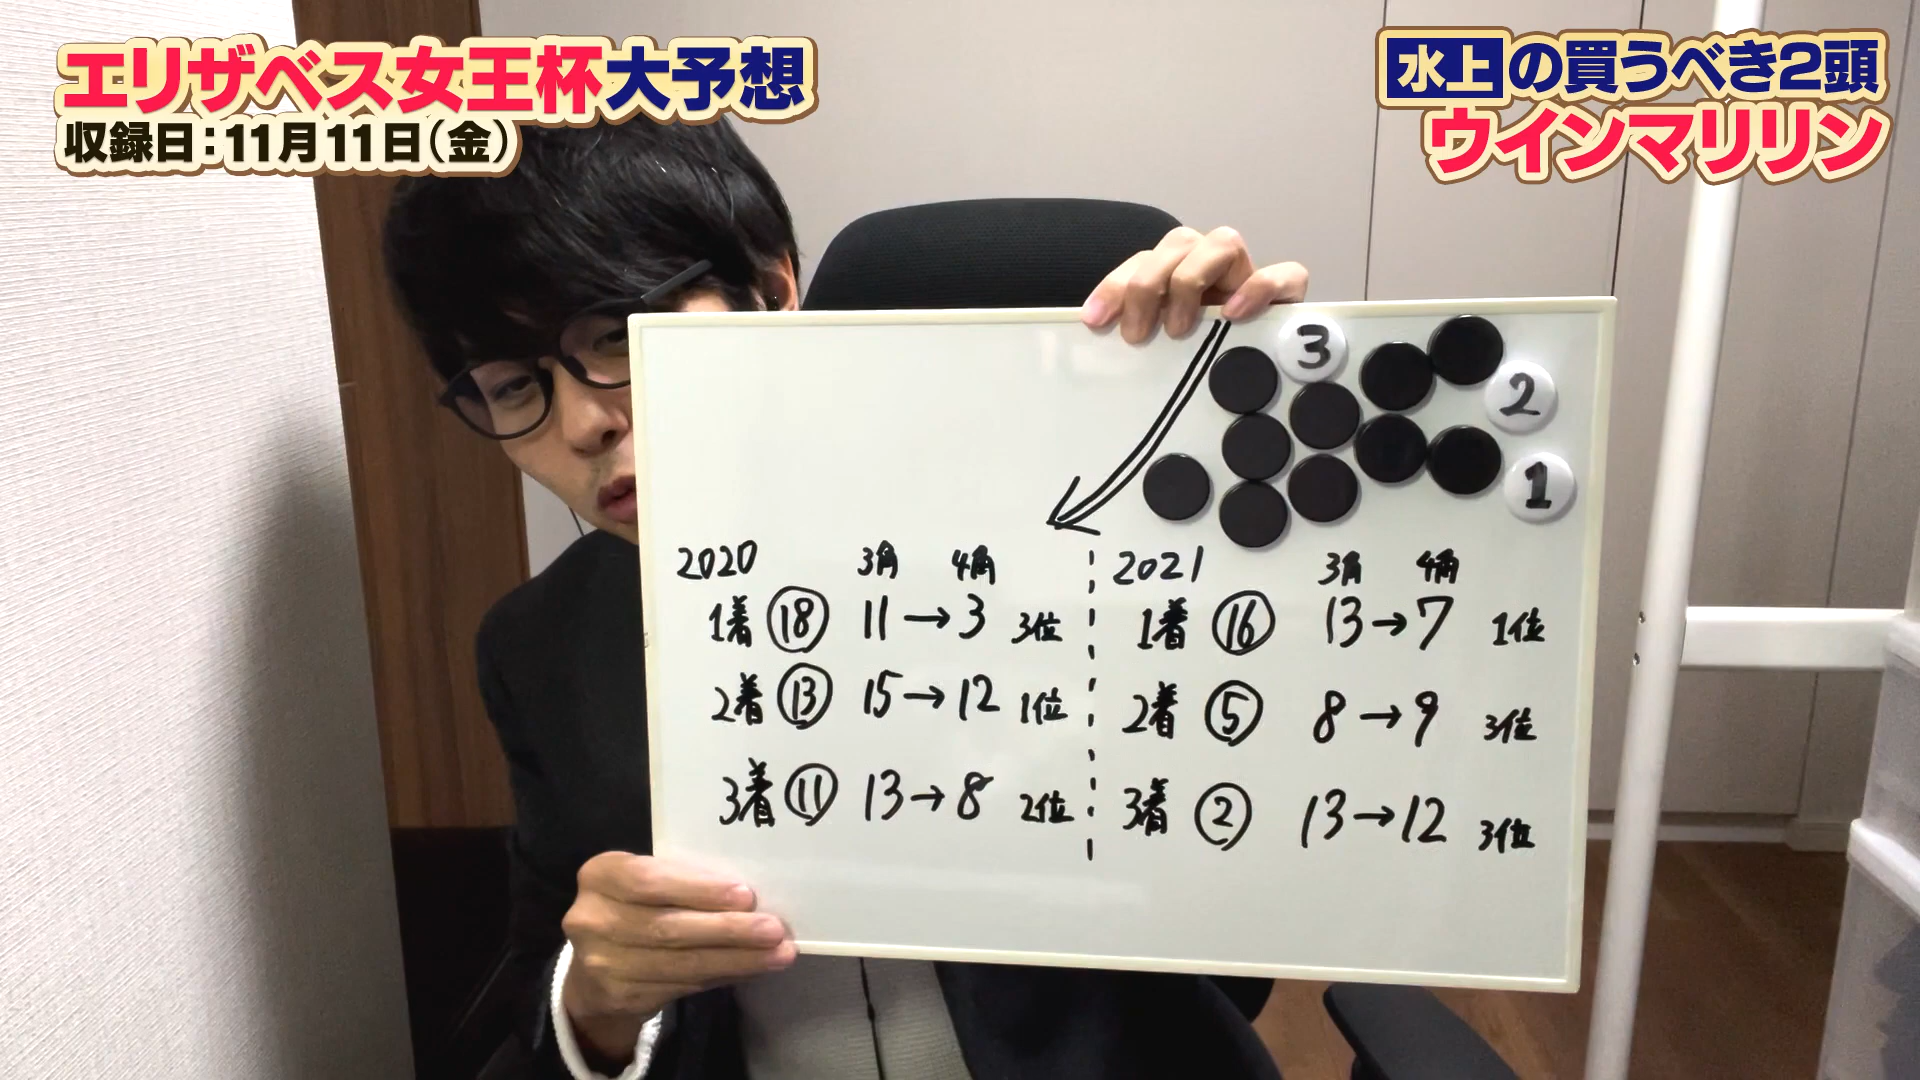 エリザベス女王杯大予想
収録日：11月11日（金）
水上の買うべき2頭
ウインマリリン
3
2
1
2020 3角 4角
1着 ⑱ 11→3 3位
2着 ⑬ 15→12 1位
3着 ⑪ 13→8 2位
2021 3角 4角
1着 ⑯ 13→7 1位
2着 ⑤ 8→9 3位
3着 ② 13→12 3位